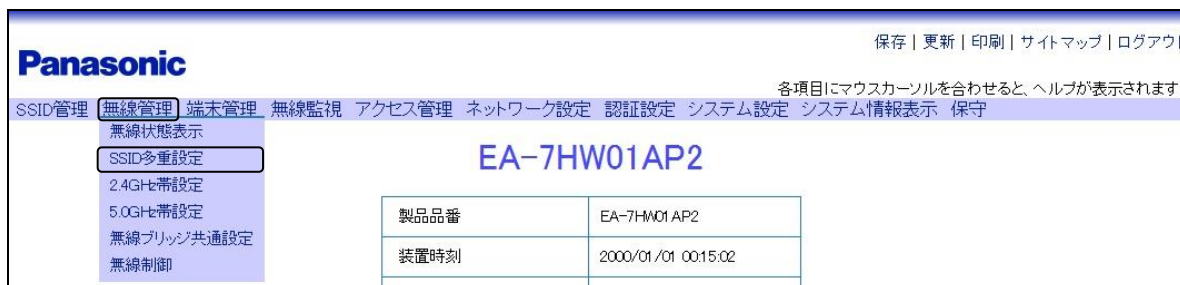 保存 | 更新 | 印刷 | サイトマップ | ログアウ
Panasonic
各項目にマウスカーソルを合わせると、ヘルプが表示されます
SSID管理 無線管理 端末管理 無線監視 アクセス管理 ネットワーク設定 認証設定 システム設定 システム情報表示 保守
無線状態表示
SSID多重設定
2.4GHz帯設定
5.0GHz帯設定
無線ブリッジ共通設定
無線制御
EA-7HW01AP2
製品品番 EA-7HW01AP2
装置時刻 2000/01/01 00:15:02